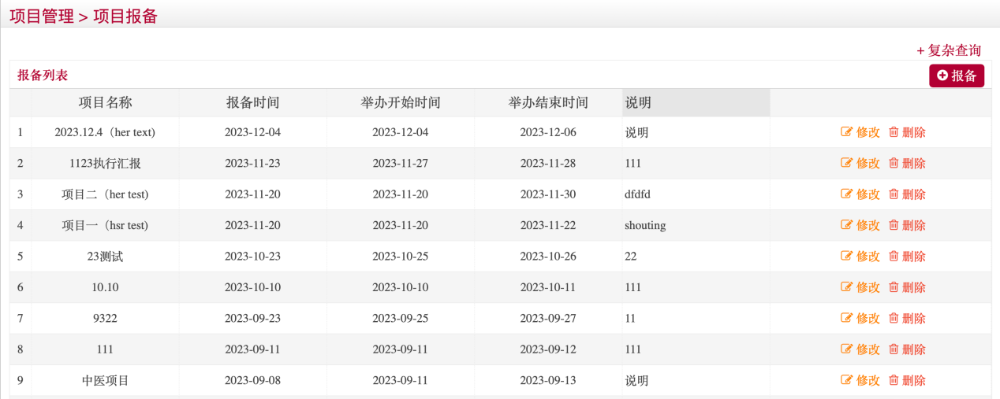 项目管理 > 项目报备
+ 复杂查询
报备列表 报备
项目名称 报备时间 举办开始时间 举办结束时间 说明
1 2023.12.4（her text) 2023-12-04 2023-12-04 2023-12-06 说明 修改 删除
2 1123执行汇报 2023-11-23 2023-11-27 2023-11-28 111 修改 删除
3 项目二（her test) 2023-11-20 2023-11-20 2023-11-30 dfdfd 修改 删除
4 项目一（hsr test) 2023-11-20 2023-11-20 2023-11-22 shouting 修改 删除
5 23测试 2023-10-23 2023-10-25 2023-10-26 22 修改 删除
6 10.10 2023-10-10 2023-10-10 2023-10-11 111 修改 删除
7 9322 2023-09-23 2023-09-25 2023-09-27 11 修改 删除
8 111 2023-09-11 2023-09-11 2023-09-12 111 修改 删除
9 中医项目 2023-09-08 2023-09-11 2023-09-13 说明 修改 删除